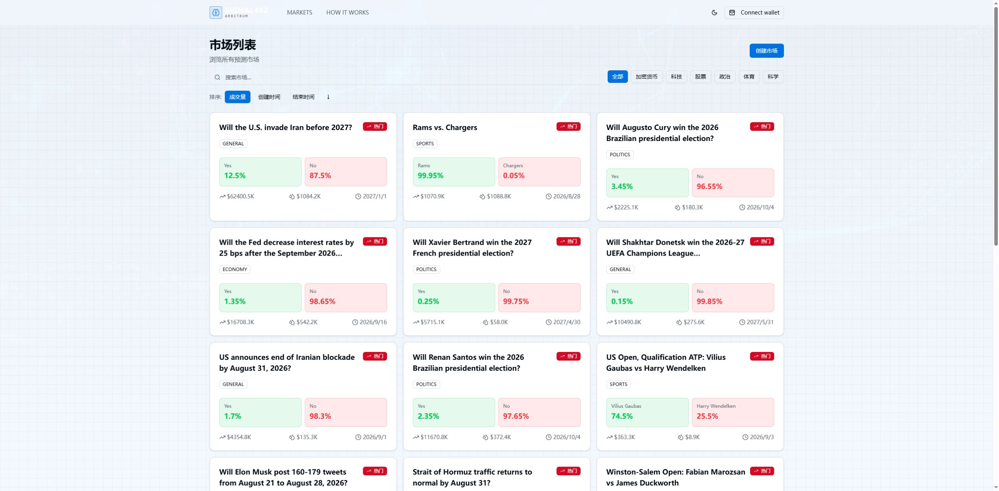 SIGNAL402
ARBITRUM
MARKETS
HOW IT WORKS
Connect wallet
市场列表
浏览所有预测市场
创建市场
搜索市场...
全部
加密货币
科技
股票
政治
体育
科学
排序:
成交量
创建时间
结束时间
↓
Will the U.S. invade Iran before 2027?
热门
GENERAL
Yes
12.5%
No
87.5%
$62400.5K
$1084.2K
2027/1/1
Rams vs. Chargers
热门
SPORTS
Rams
99.95%
Chargers
0.05%
$1070.9K
$1088.8K
2026/8/28
Will Augusto Cury win the 2026
Brazilian presidential election?
热门
POLITICS
Yes
3.45%
No
96.55%
$2225.1K
$180.3K
2026/10/4
Will the Fed decrease interest rates by
25 bps after the September 2026...
热门
ECONOMY
Yes
1.35%
No
98.65%
$16708.3K
$542.2K
2026/9/16
Will Xavier Bertrand win the 2027
French presidential election?
热门
POLITICS
Yes
0.25%
No
99.75%
$5715.1K
$58.0K
2027/4/30
Will Shakhtar Donetsk win the 2026-27
UEFA Champions League...
热门
GENERAL
Yes
0.15%
No
99.85%
$10490.8K
$275.6K
2027/5/31
US announces end of Iranian blockade
by August 31, 2026?
热门
GENERAL
Yes
1.7%
No
98.3%
$4354.8K
$135.3K
2026/9/1
Will Renan Santos win the 2026
Brazilian presidential election?
热门
POLITICS
Yes
2.35%
No
97.65%
$11670.8K
$372.4K
2026/10/4
US Open, Qualification ATP: Vilius
Gaubas vs Harry Wendelken
热门
SPORTS
Vilius Gaubas
74.5%
Harry Wendelken
25.5%
$363.3K
$8.9K
2026/9/3
Will Elon Musk post 160-179 tweets
from August 21 to August 28, 2026?
热门
Strait of Hormuz traffic returns to
normal by August 31?
热门
Winston-Salem Open: Fabian Marozsan
vs James Duckworth
热门